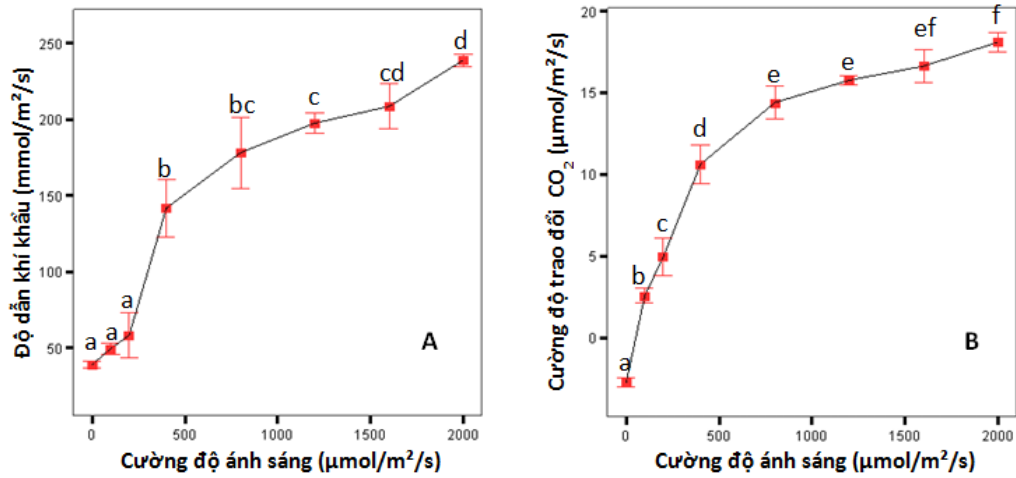 Độ dẫn khí khẩu (mmol/m²/s)
250
200
150
100
50
a
a
a
b
bc
c
cd
d
A
0
500
1000
1500
2000
Cường độ ánh sáng (µmol/m²/s)
Cường độ trao đổi CO₂ (µmol/m²/s)
20
15
10
5
0
a
b
c
d
e
e
ef
f
B
0
500
1000
1500
2000
Cường độ ánh sáng (µmol/m²/s)